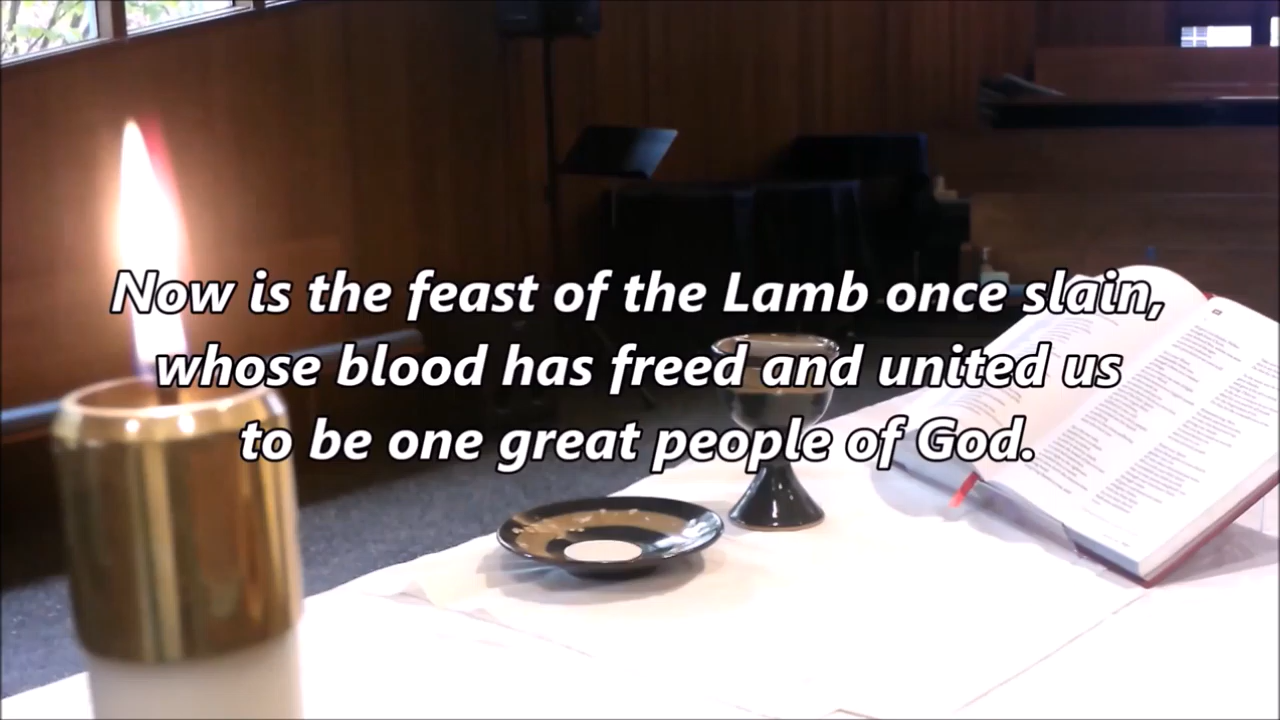 Now is the feast of the Lamb once slain,
whose blood has freed and united us
to be one great people of God.